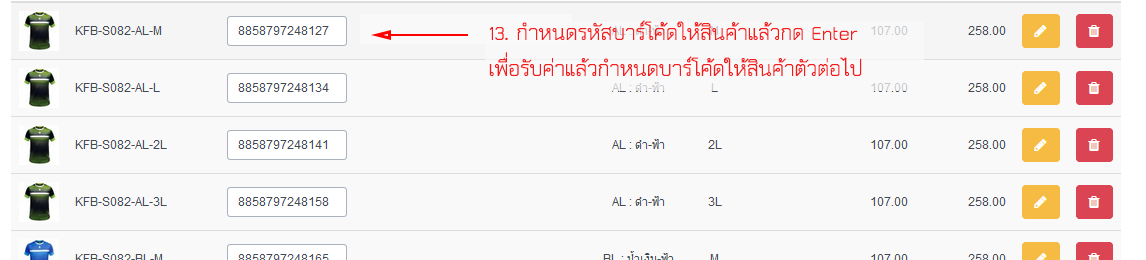 KFB-S082-AL-M 8858797248127 13. กำหนดรหัสบาร์โค้ดให้สินค้าแล้วกด Enter 107.00 258.00
เพื่อรับค่าแล้วกำหนดบาร์โค้ดให้สินค้าตัวต่อไป
KFB-S082-AL-L 8858797248134 AL : ดำ-ฟ้า L 107.00 258.00
KFB-S082-AL-2L 8858797248141 AL : ดำ-ฟ้า 2L 107.00 258.00
KFB-S082-AL-3L 8858797248158 AL : ดำ-ฟ้า 3L 107.00 258.00
KFB-S082-BL-M 8858797248165 BL : น้ำเงิน-ฟ้า M 107.00 258.00